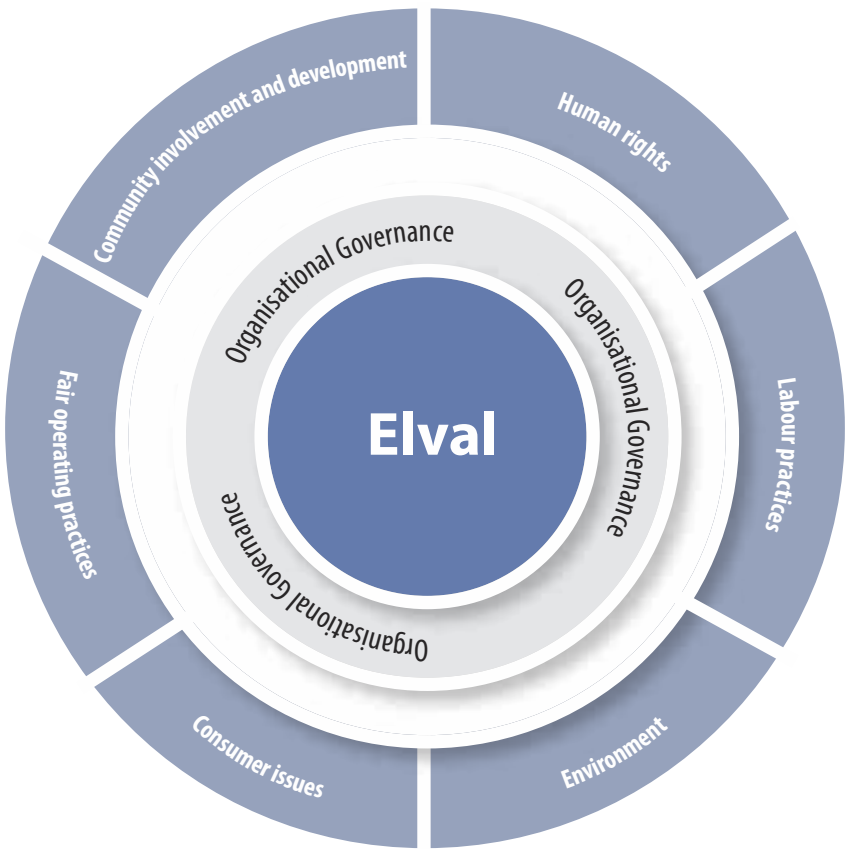 Community involvement and development
Human rights
Organisational Governance
Organisational Governance
Labour practices
Elval
Fair operating practices
Organisational Governance
Consumer issues
Environment